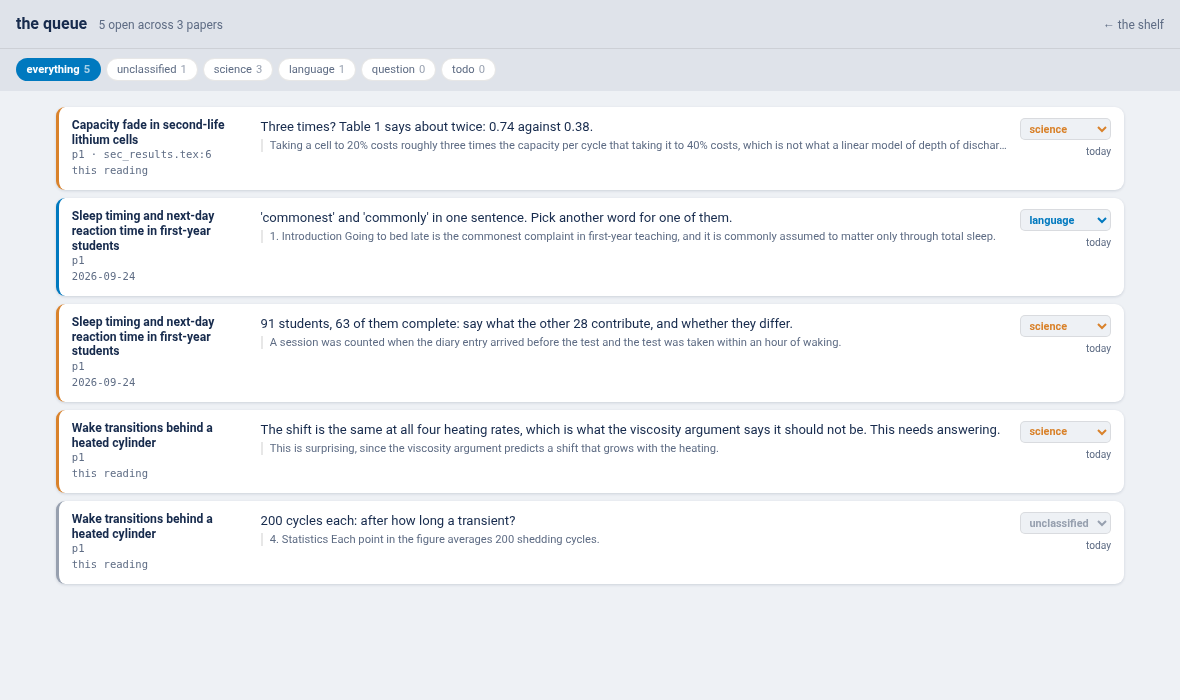 the queue 5 open across 3 papers ← the shelf
everything 5 unclassified 1 science 3 language 1 question 0 todo 0
Capacity fade in second-life
lithium cells
p1 · sec_results.tex:6
this reading
Three times? Table 1 says about twice: 0.74 against 0.38.
Taking a cell to 20% costs roughly three times the capacity per cycle that taking it to 40% costs, which is not what a linear model of depth of dischar…
science
today
Sleep timing and next-day
reaction time in first-year
students
p1
2026-09-24
'commonest' and 'commonly' in one sentence. Pick another word for one of them.
1. Introduction Going to bed late is the commonest complaint in first-year teaching, and it is commonly assumed to matter only through total sleep.
language
today
Sleep timing and next-day
reaction time in first-year
students
p1
2026-09-24
91 students, 63 of them complete: say what the other 28 contribute, and whether they differ.
A session was counted when the diary entry arrived before the test and the test was taken within an hour of waking.
science
today
Wake transitions behind a
heated cylinder
p1
this reading
The shift is the same at all four heating rates, which is what the viscosity argument says it should not be. This needs answering.
This is surprising, since the viscosity argument predicts a shift that grows with the heating.
science
today
Wake transitions behind a
heated cylinder
p1
this reading
200 cycles each: after how long a transient?
4. Statistics Each point in the figure averages 200 shedding cycles.
unclassified
today